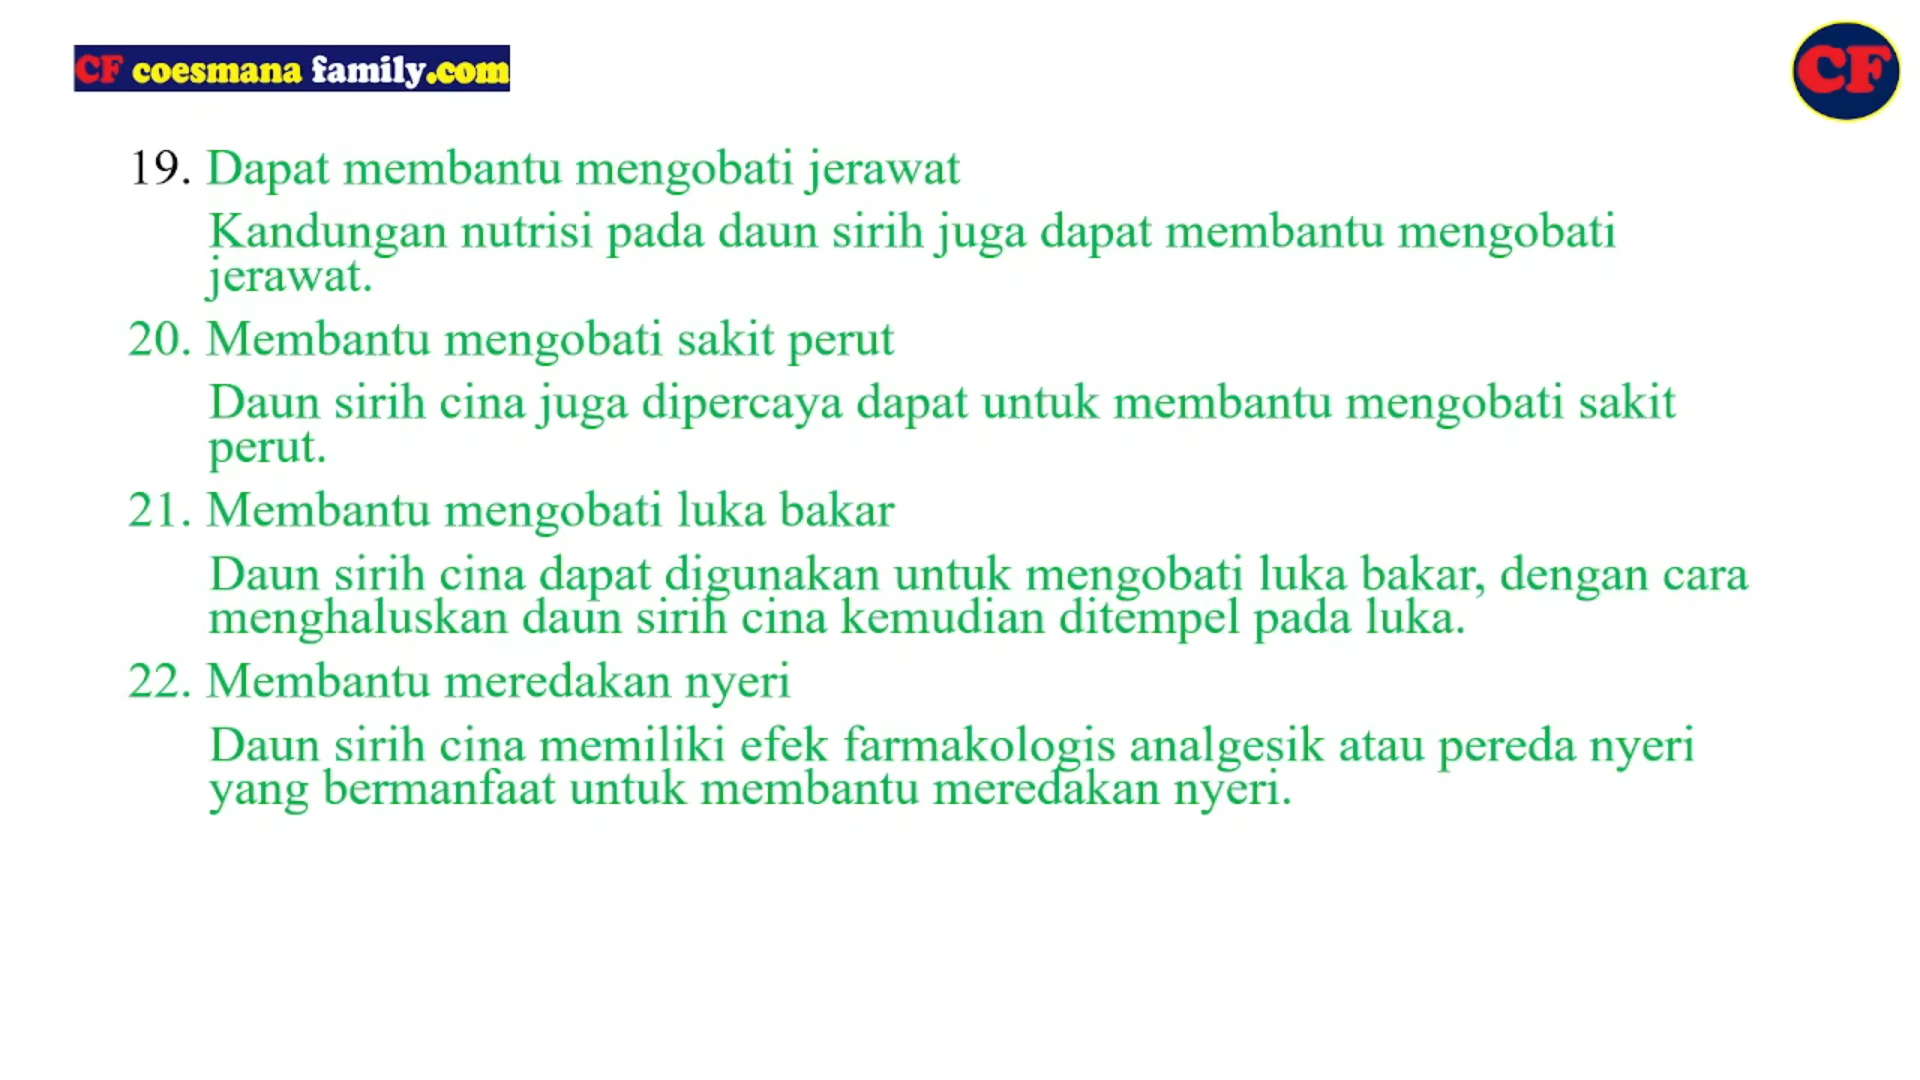 CF coesmana family.com
CF
19. Dapat membantu mengobati jerawat
Kandungan nutrisi pada daun sirih juga dapat membantu mengobati
jerawat.
20. Membantu mengobati sakit perut
Daun sirih cina juga dipercaya dapat untuk membantu mengobati sakit
perut.
21. Membantu mengobati luka bakar
Daun sirih cina dapat digunakan untuk mengobati luka bakar, dengan cara
menghaluskan daun sirih cina kemudian ditempel pada luka.
22. Membantu meredakan nyeri
Daun sirih cina memiliki efek farmakologis analgesik atau pereda nyeri
yang bermanfaat untuk membantu meredakan nyeri.